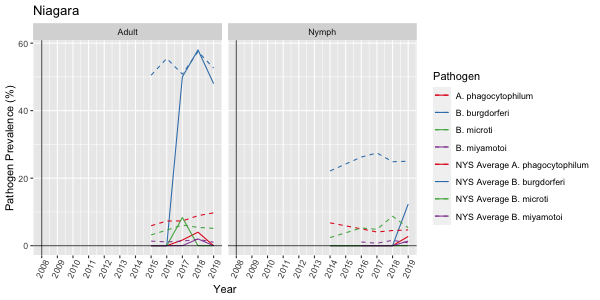 Niagara
Adult
Nymph
Pathogen Prevalence (%)
60
40
20
0
2008 2009 2010 2011 2012 2013 2014 2015 2016 2017 2018 2019
2008 2009 2010 2011 2012 2013 2014 2015 2016 2017 2018 2019
Year
Pathogen
A. phagocytophilum
B. burgdorferi
B. microti
B. miyamotoi
NYS Average A. phagocytophilum
NYS Average B. burgdorferi
NYS Average B. microti
NYS Average B. miyamotoi